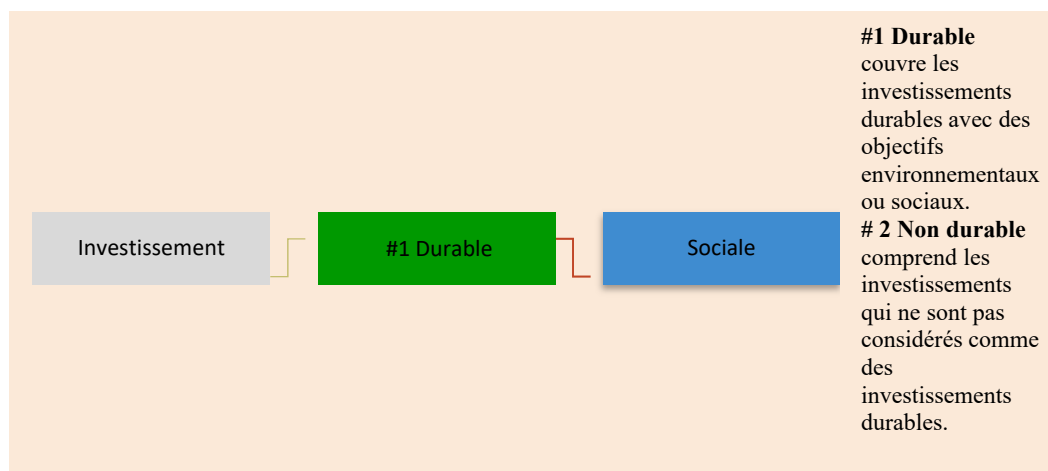 Investissement
#1 Durable
Sociale
#1 Durable
couvre les
investissements
durables avec des
objectifs
environnementaux
ou sociaux.
# 2 Non durable
comprend les
investissements
qui ne sont pas
considérés comme
des
investissements
durables.